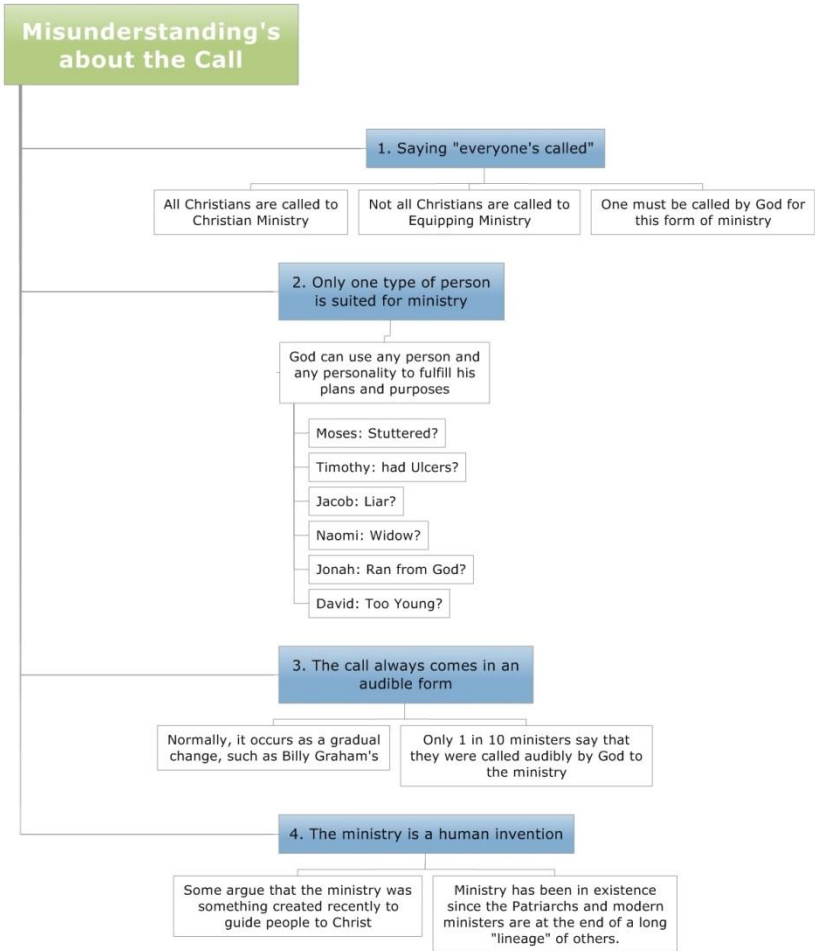 Misunderstanding's
about the Call
1. Saying "everyone's called"
All Christians are called to
Christian Ministry
Not all Christians are called to
Equipping Ministry
One must be called by God for
this form of ministry
2. Only one type of person
is suited for ministry
God can use any person and
any personality to fulfill his
plans and purposes
Moses: Stuttered?
Timothy: had Ulcers?
Jacob: Liar?
Naomi: Widow?
Jonah: Ran from God?
David: Too Young?
3. The call always comes in an
audible form
Normally, it occurs as a gradual
change, such as Billy Graham's
Only 1 in 10 ministers say that
they were called audibly by God to
the ministry
4. The ministry is a human invention
Some argue that the ministry was
something created recently to
guide people to Christ
Ministry has been in existence
since the Patriarchs and modern
ministers are at the end of a long
"lineage" of others.